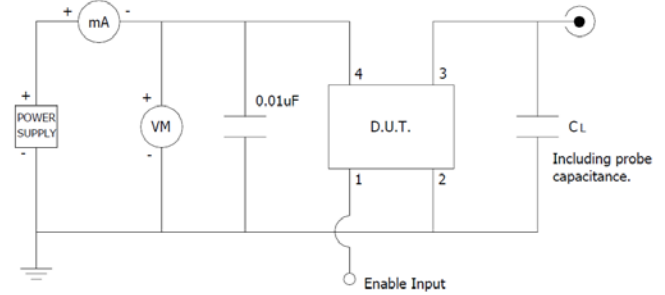 + mA -
4 3
+ POWER SUPPLY -
+ VM -
0.01uF
D.U.T.
CL
Including probe
capacitance.
1 2
Enable Input